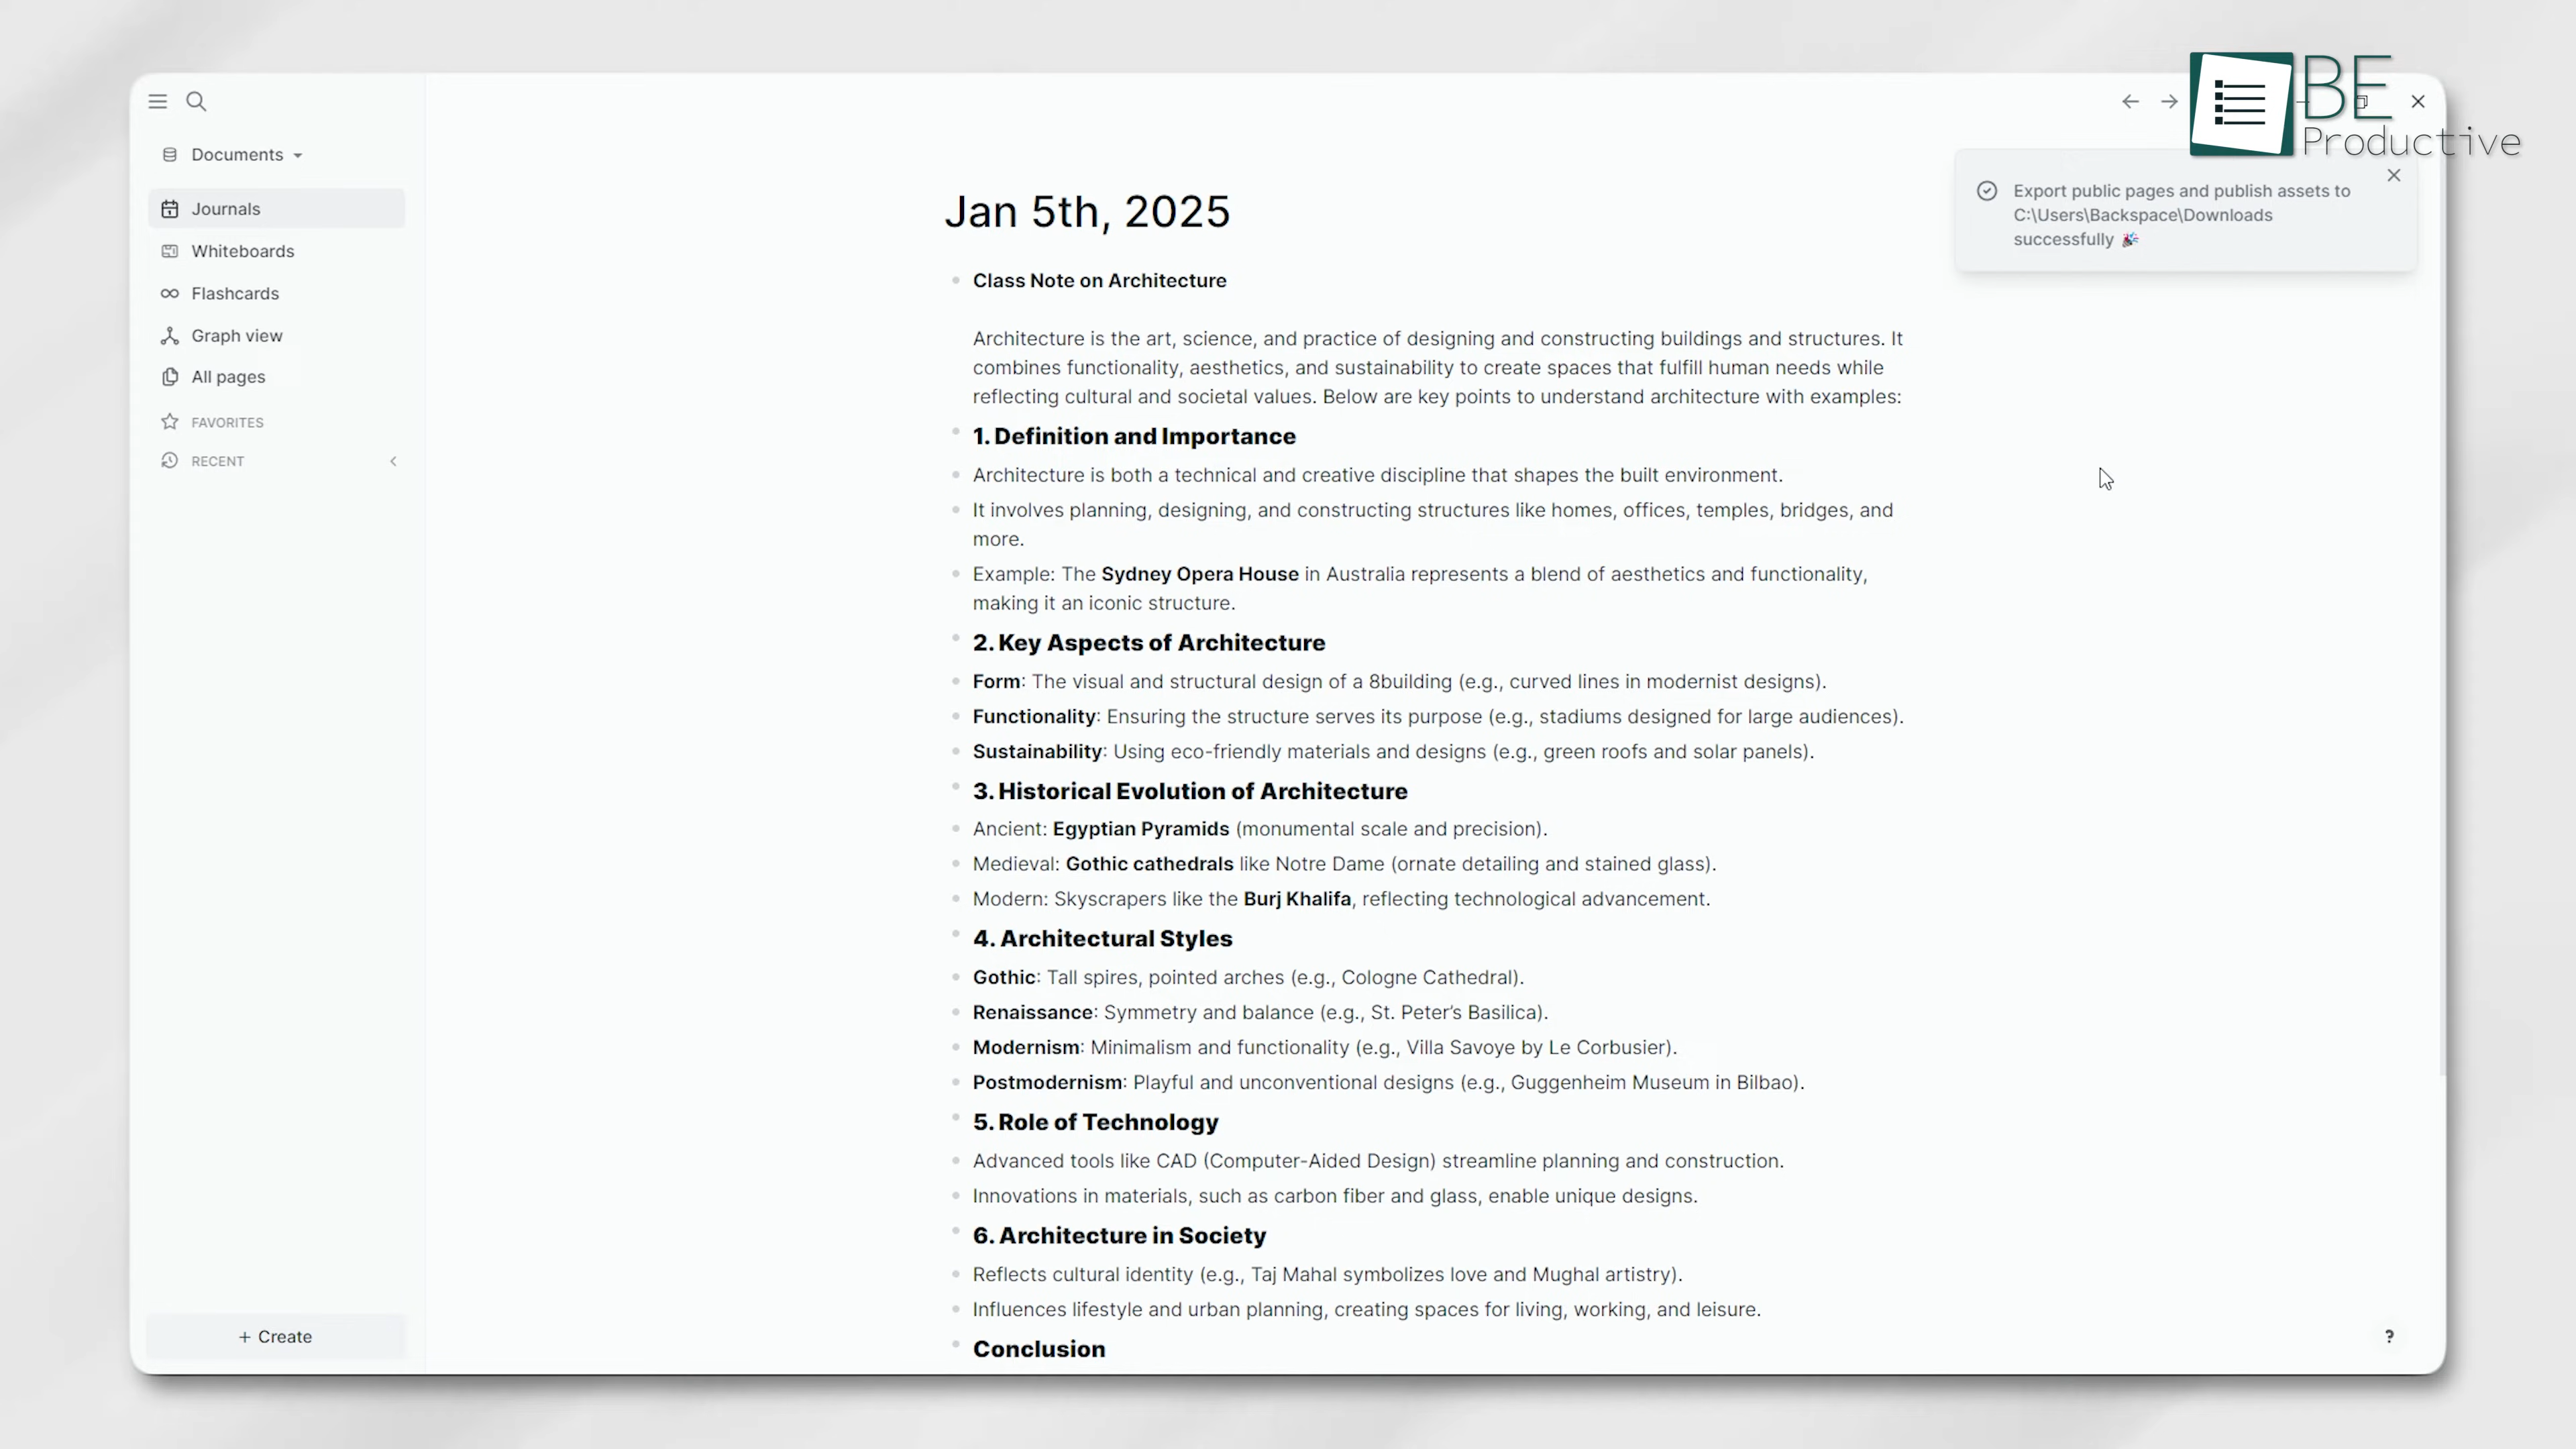 BE
Productive
Documents
Journals
Whiteboards
Flashcards
Graph view
All pages
FAVORITES
RECENT
+ Create
Export public pages and publish assets to
C:\Users\Backspace\Downloads
successfully 🎉
Jan 5th, 2025
Class Note on Architecture
Architecture is the art, science, and practice of designing and constructing buildings and structures. It
combines functionality, aesthetics, and sustainability to create spaces that fulfill human needs while
reflecting cultural and societal values. Below are key points to understand architecture with examples:
1. Definition and Importance
Architecture is both a technical and creative discipline that shapes the built environment.
It involves planning, designing, and constructing structures like homes, offices, temples, bridges, and
more.
Example: The Sydney Opera House in Australia represents a blend of aesthetics and functionality,
making it an iconic structure.
2. Key Aspects of Architecture
Form: The visual and structural design of a 8building (e.g., curved lines in modernist designs).
Functionality: Ensuring the structure serves its purpose (e.g., stadiums designed for large audiences).
Sustainability: Using eco-friendly materials and designs (e.g., green roofs and solar panels).
3. Historical Evolution of Architecture
Ancient: Egyptian Pyramids (monumental scale and precision).
Medieval: Gothic cathedrals like Notre Dame (ornate detailing and stained glass).
Modern: Skyscrapers like the Burj Khalifa, reflecting technological advancement.
4. Architectural Styles
Gothic: Tall spires, pointed arches (e.g., Cologne Cathedral).
Renaissance: Symmetry and balance (e.g., St. Peter’s Basilica).
Modernism: Minimalism and functionality (e.g., Villa Savoye by Le Corbusier).
Postmodernism: Playful and unconventional designs (e.g., Guggenheim Museum in Bilbao).
5. Role of Technology
Advanced tools like CAD (Computer-Aided Design) streamline planning and construction.
Innovations in materials, such as carbon fiber and glass, enable unique designs.
6. Architecture in Society
Reflects cultural identity (e.g., Taj Mahal symbolizes love and Mughal artistry).
Influences lifestyle and urban planning, creating spaces for living, working, and leisure.
Conclusion
?